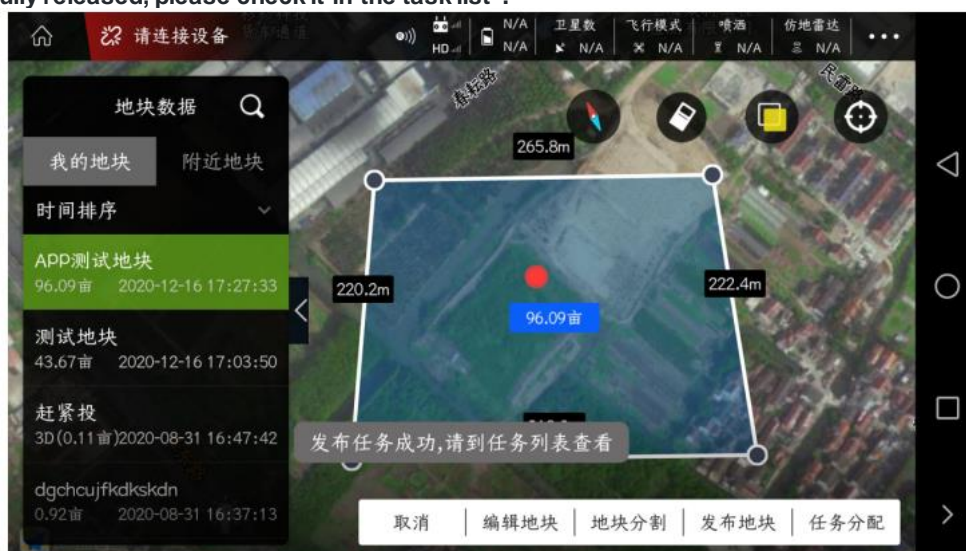 ully released, please check it in the task list".
请连接设备
HD
N/A
N/A
卫星数
N/A
飞行模式
N/A
喷洒
N/A
仿地雷达
N/A
地块数据
我的地块 附近地块
时间排序
APP测试地块
96.09亩 2020-12-16 17:27:33
测试地块
43.67亩 2020-12-16 17:03:50
赶紧投
3D(0.11亩)2020-08-31 16:47:42
dgchcujfkdkskdn
0.92亩 2020-08-31 16:37:13
春耘路
民雷路
265.8m
220.2m
222.4m
96.09亩
发布任务成功,请到任务列表查看
取消 编辑地块 地块分割 发布地块 任务分配